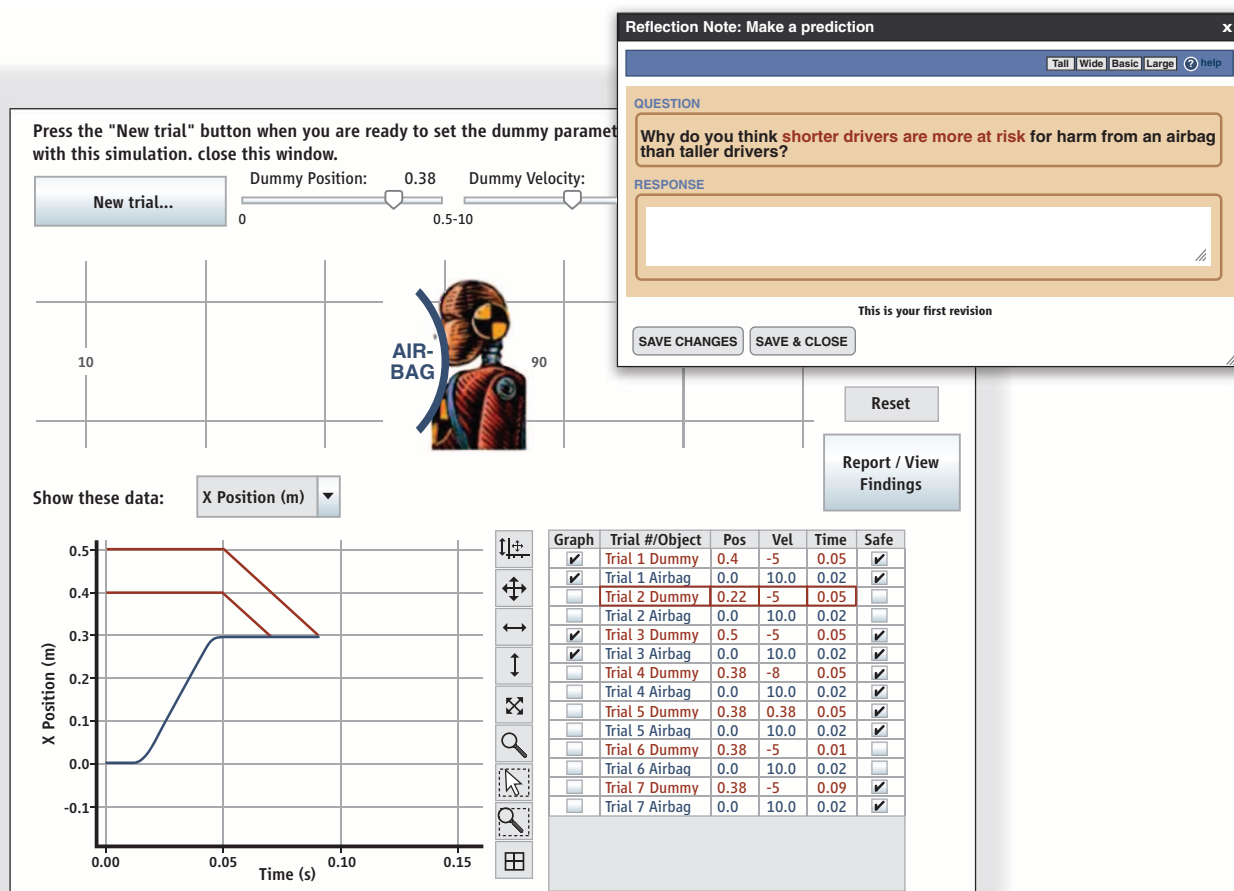 Reflection Note: Make a prediction
x
Tall Wide Basic Large ? help
QUESTION
Why do you think shorter drivers are more at risk for harm from an airbag
than taller drivers?
RESPONSE
This is your first revision
SAVE CHANGES SAVE & CLOSE
Press the "New trial" button when you are ready to set the dummy paramet
with this simulation. close this window.
New trial...
Dummy Position: 0.38 Dummy Velocity:
0 0.5-10
10
AIR-
BAG
90
Reset
Report / View
Findings
Show these data: X Position (m)
X Position (m)
0.5
0.4
0.3
0.2
0.1
0.0
-0.1
0.00 0.05 0.10 0.15
Time (s)
Graph Trial #/Object Pos Vel Time Safe
Trial 1 Dummy 0.4 -5 0.05
Trial 1 Airbag 0.0 10.0 0.02
Trial 2 Dummy 0.22 -5 0.05
Trial 2 Airbag 0.0 10.0 0.02
Trial 3 Dummy 0.5 -5 0.05
Trial 3 Airbag 0.0 10.0 0.02
Trial 4 Dummy 0.38 -8 0.05
Trial 4 Airbag 0.0 10.0 0.02
Trial 5 Dummy 0.38 0.38 0.05
Trial 5 Airbag 0.0 10.0 0.02
Trial 6 Dummy 0.38 -5 0.01
Trial 6 Airbag 0.0 10.0 0.02
Trial 7 Dummy 0.38 -5 0.09
Trial 7 Airbag 0.0 10.0 0.02